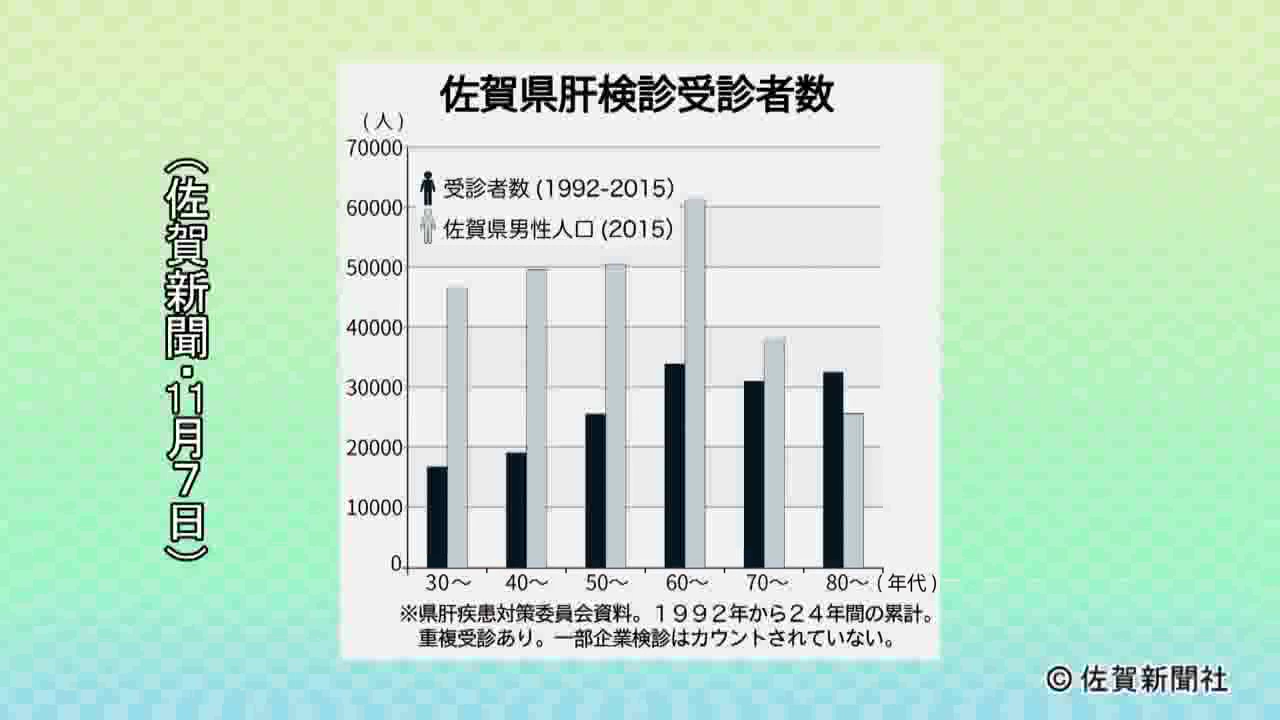 佐賀県肝検診受診者数
(人)
70000
60000
50000
40000
30000
20000
10000
0
受診者数(1992-2015)
佐賀県男性人口(2015)
30～ 40～ 50～ 60～ 70～ 80～(年代)
※県肝疾患対策委員会資料。１９９２年から２４年間の累計。
重複受診あり。一部企業検診はカウントされていない。
(佐賀新聞・11月7日)
© 佐賀新聞社